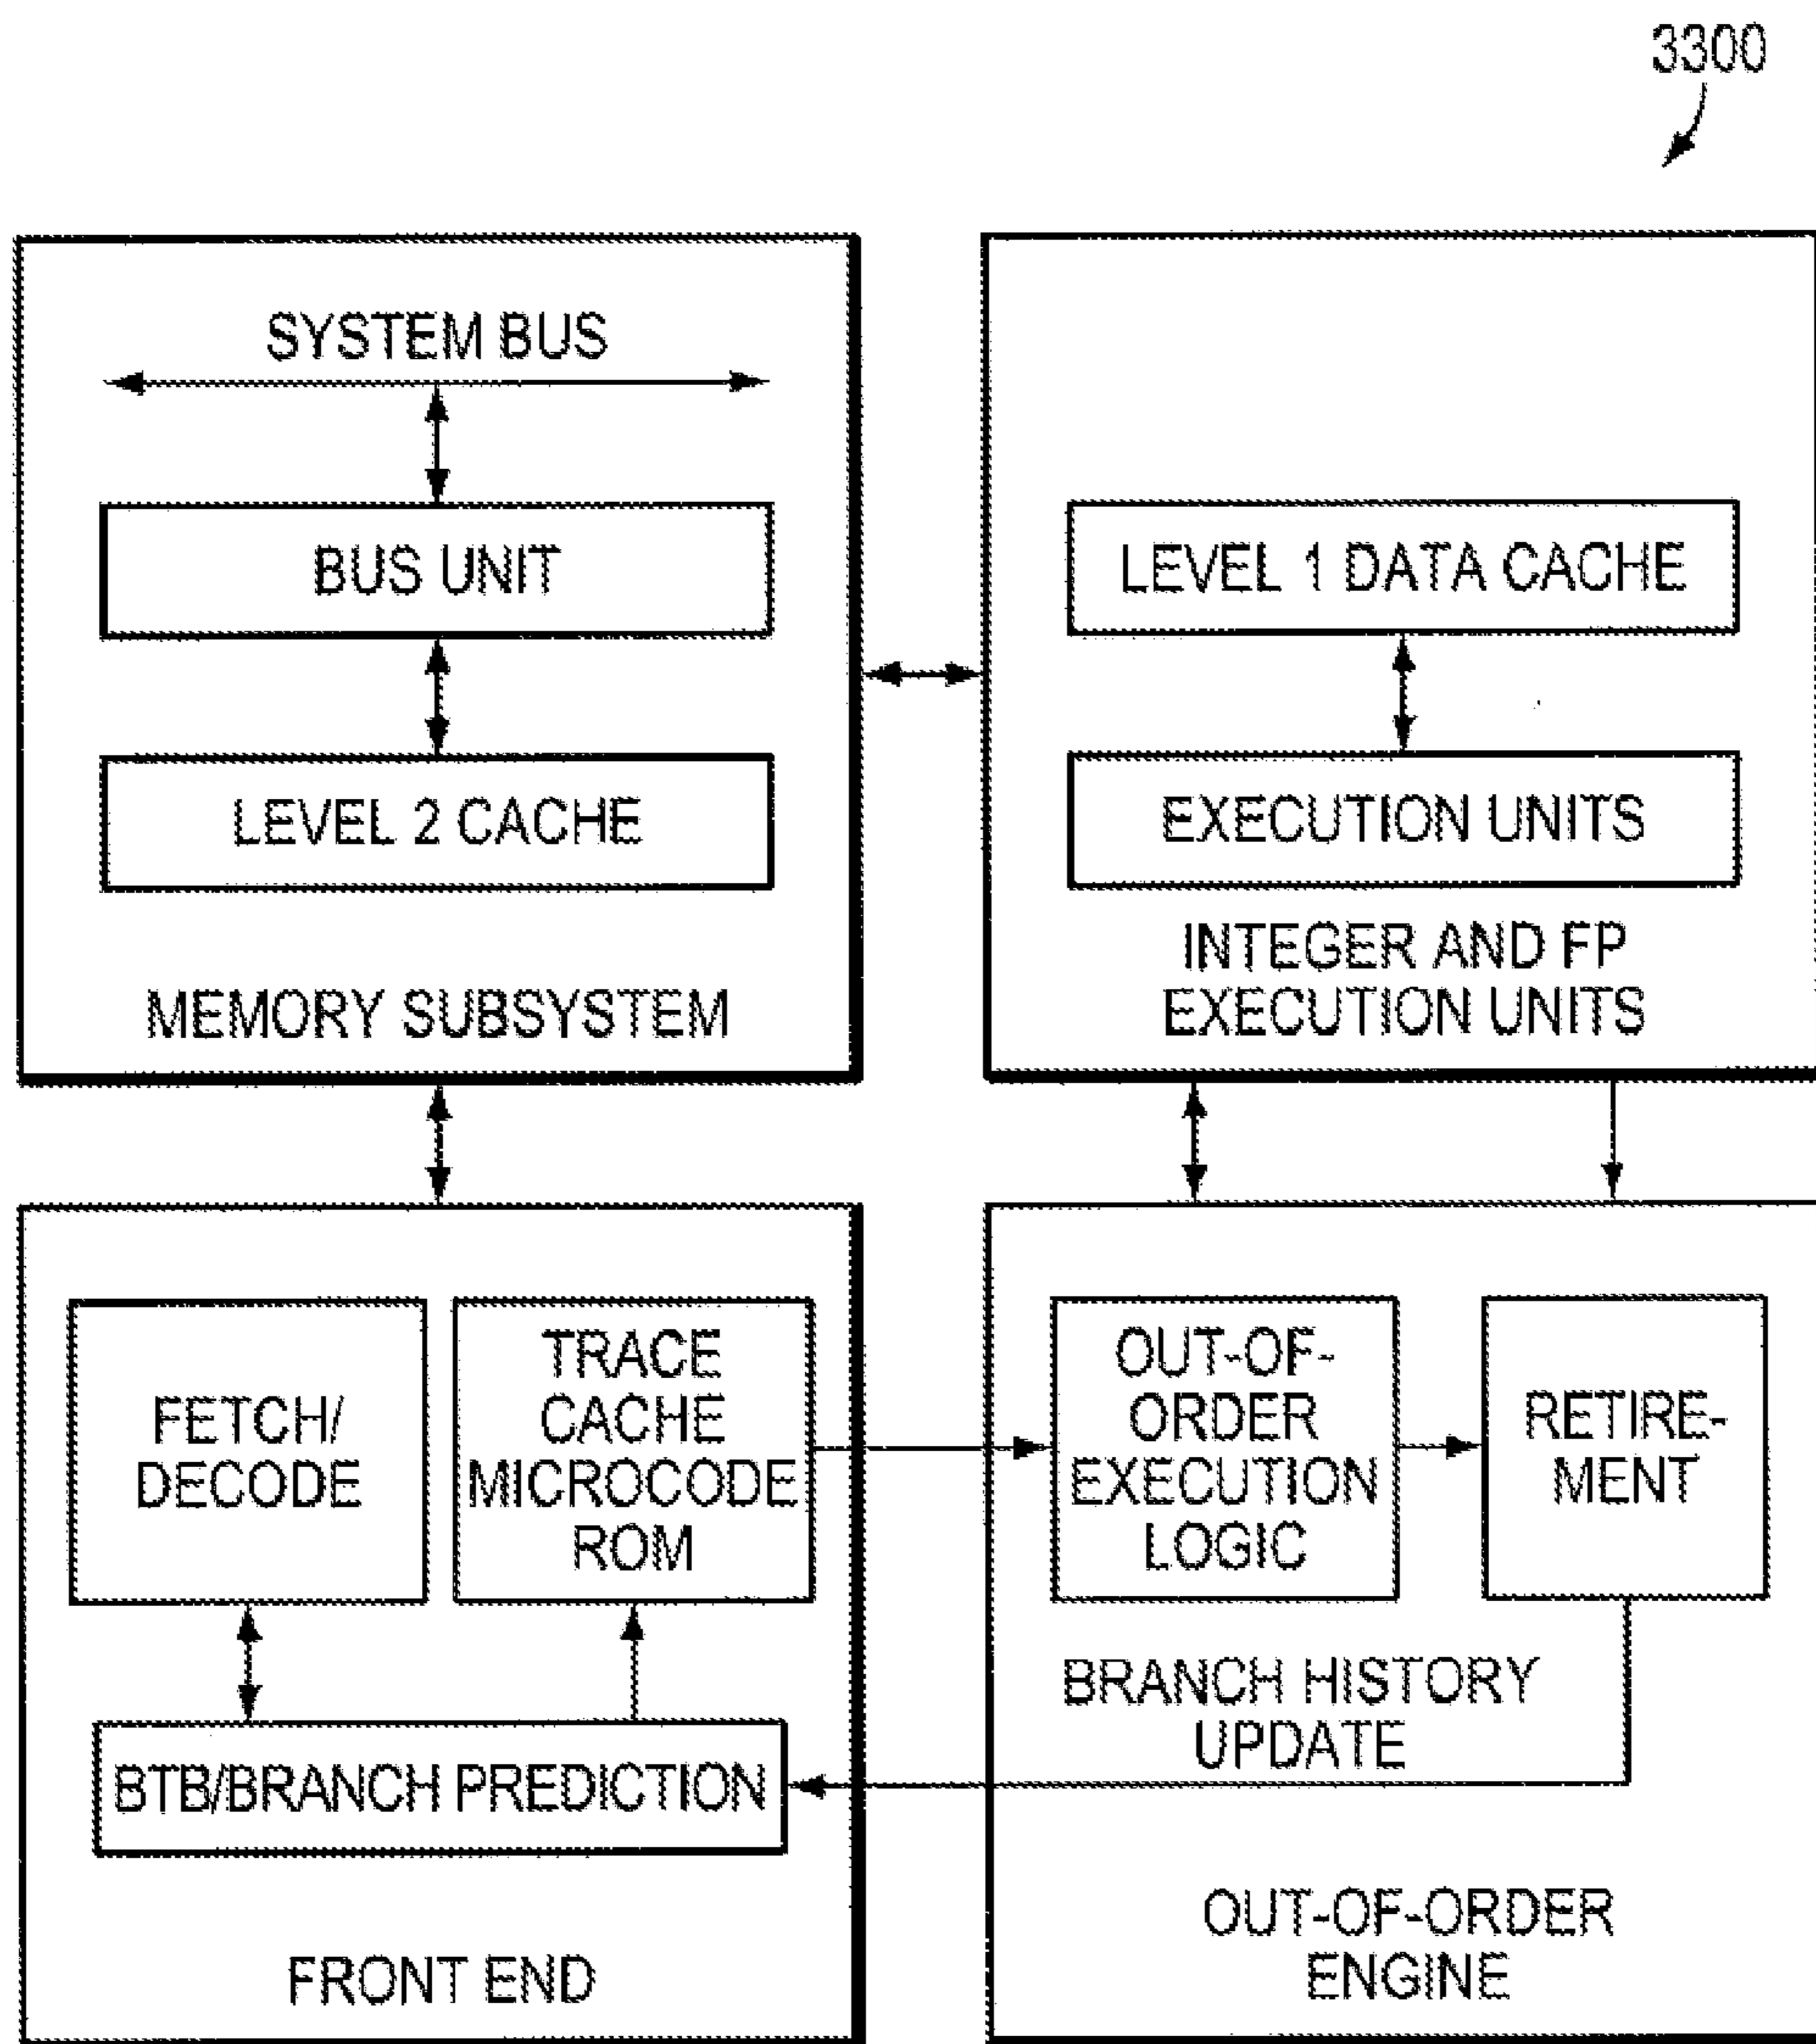 3300
SYSTEM BUS
BUS UNIT
LEVEL 2 CACHE
MEMORY SUBSYSTEM
LEVEL 1 DATA CACHE
EXECUTION UNITS
INTEGER AND FP
EXECUTION UNITS
FETCH/
DECODE
TRACE
CACHE
MICROCODE
ROM
BTB/BRANCH PREDICTION
FRONT END
OUT-OF-
ORDER
EXECUTION
LOGIC
RETIRE-
MENT
BRANCH HISTORY
UPDATE
OUT-OF-ORDER
ENGINE